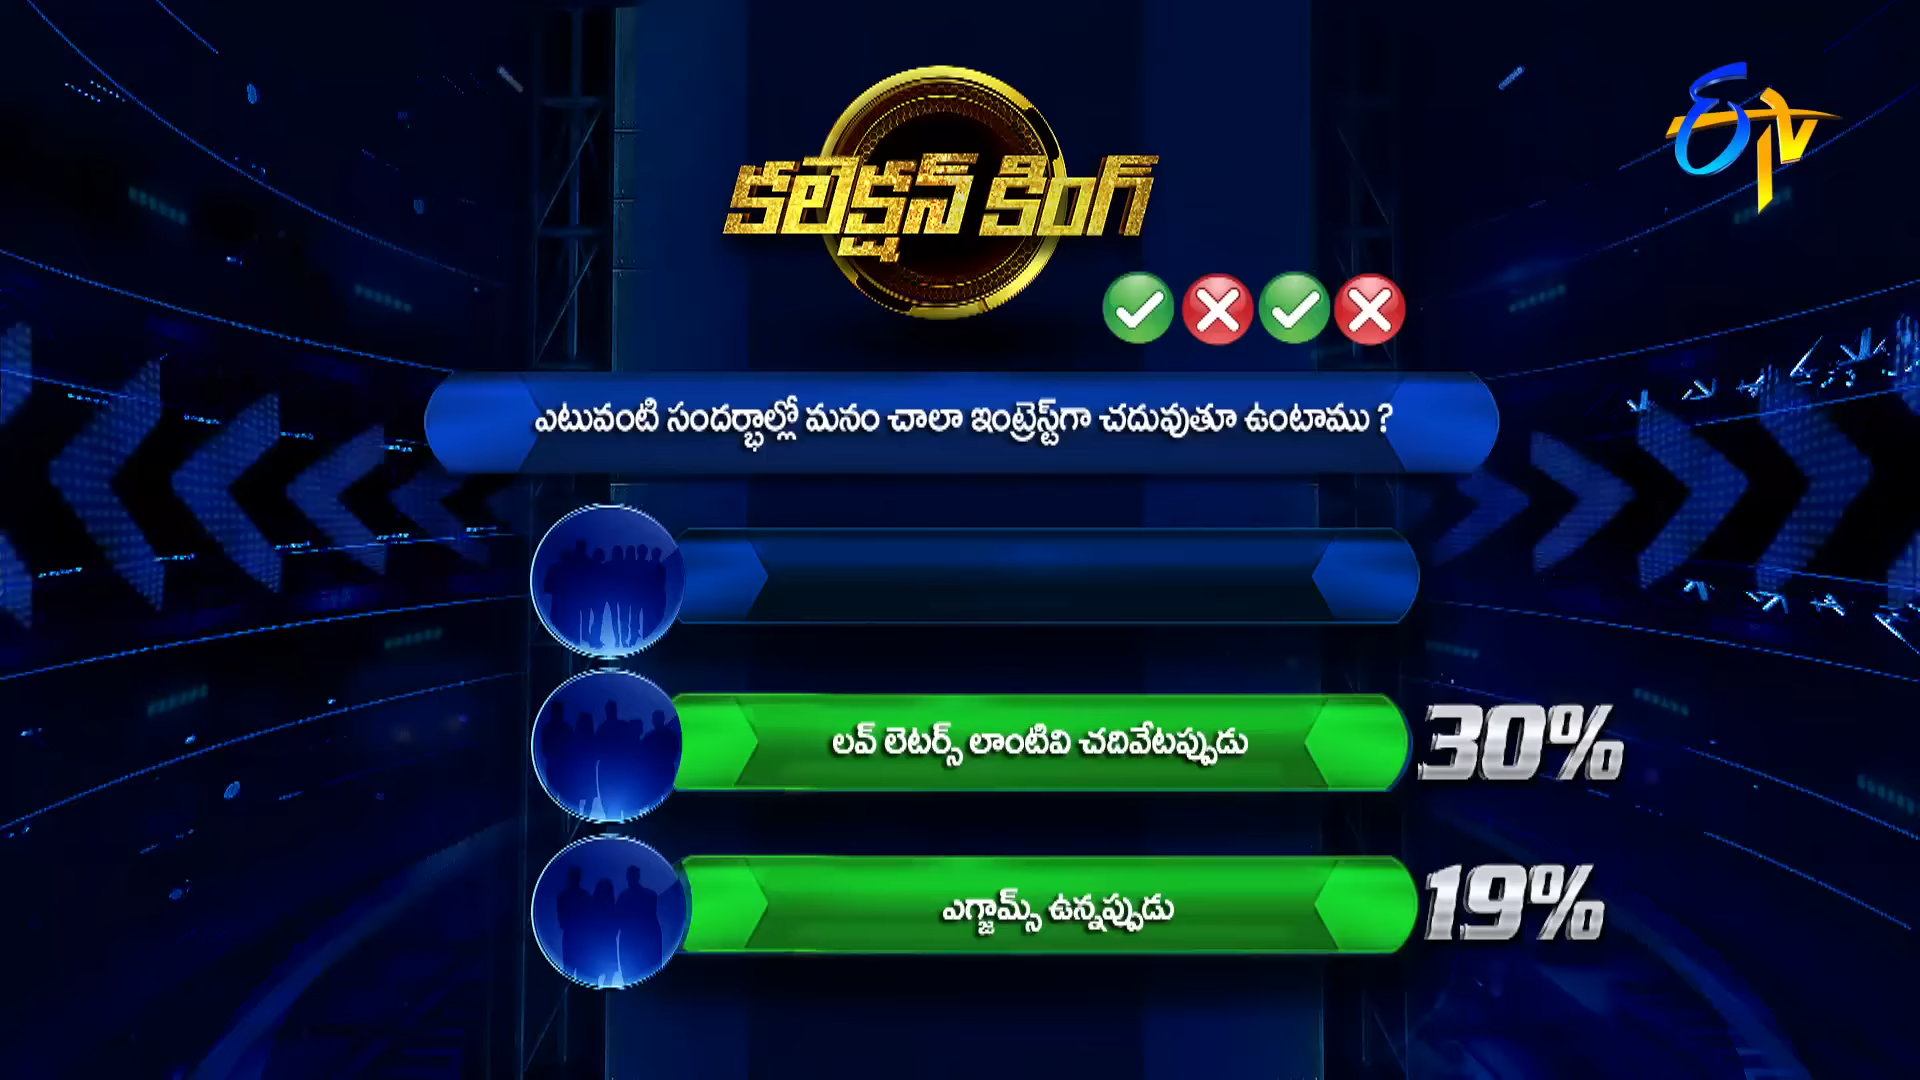 ETV
కలెక్షన్ కింగ్
ఎటువంటి సందర్భాల్లో మనం చాలా ఇంట్రెస్ట్‌గా చదువుతూ ఉంటాము ?
లవ్ లెటర్స్ లాంటివి చదివేటప్పుడు 30%
ఎగ్జామ్స్ ఉన్నప్పుడు 19%